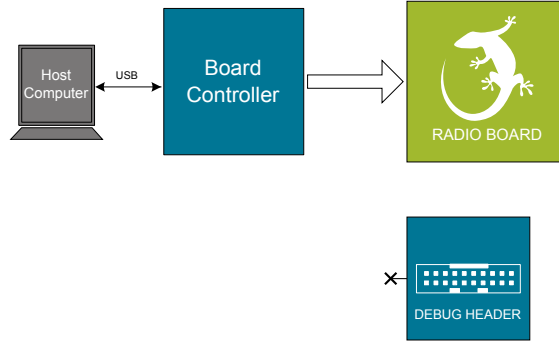 Host
Computer
USB
Board
Controller
RADIO BOARD
DEBUG HEADER